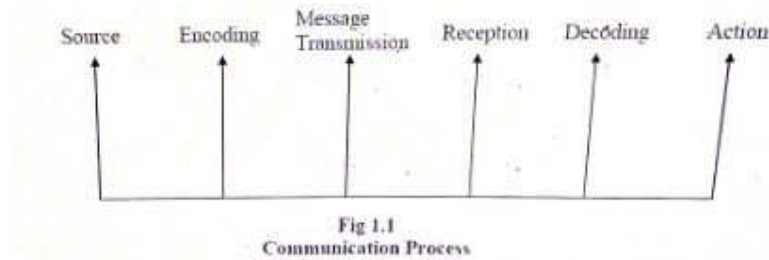 Source Encoding Message Transmission Reception Decoding Action
Fig 1.1
Communication Process